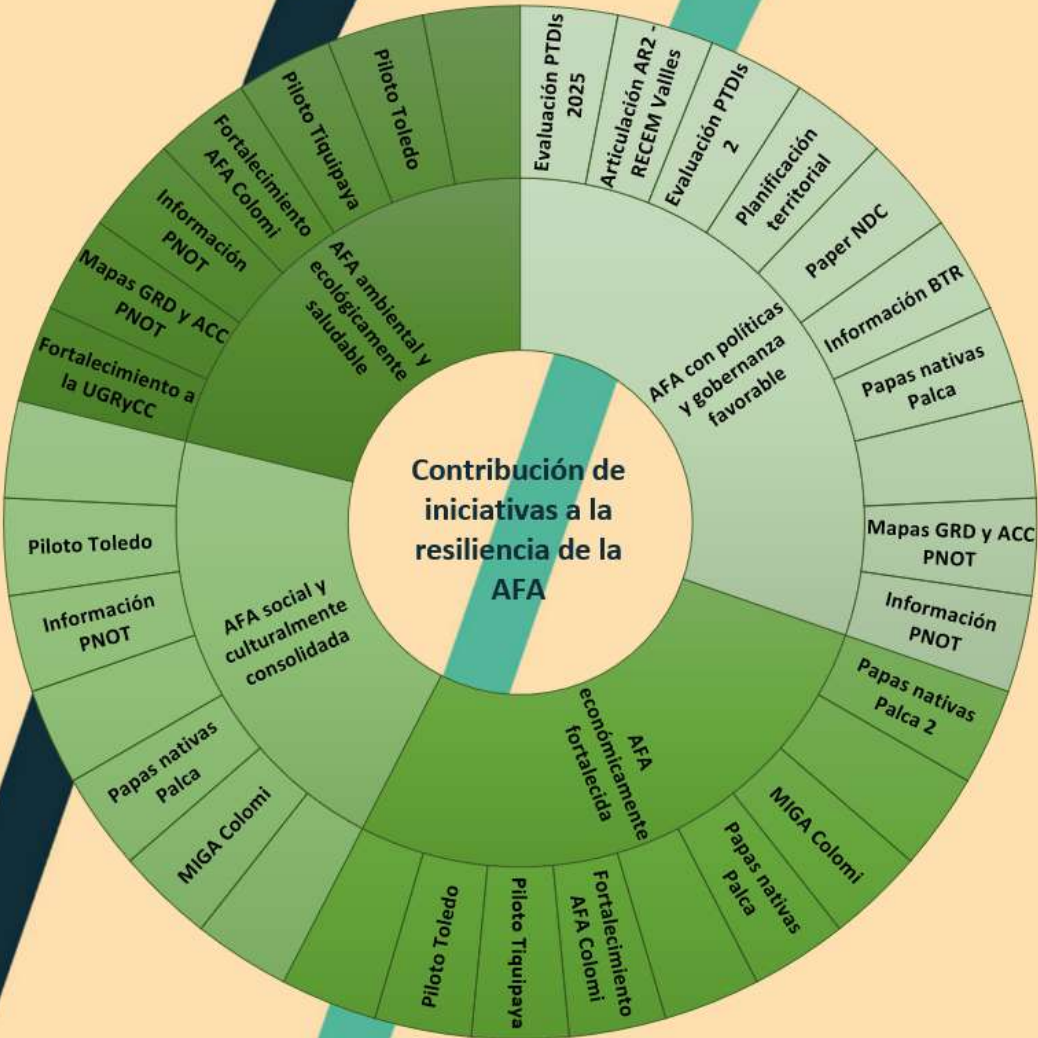 Contribución de
iniciativas a la
resiliencia de la
AFA
AFA con políticas
y gobernanza
favorable
Evaluación PTDIs
2025
Articulación AR2 -
RECEM Vallles
Evaluación PTDIs
2
Planificación
territorial
Paper NDC
Información BTR
Papas nativas
Palca
Mapas GRD y ACC
PNOT
Información
PNOT
AFA
económicamente
fortalecida
Papas nativas
Palca 2
MIGA Colomi
Papas nativas
Palca
Fortalecimiento
AFA Colomi
Piloto Tiquipaya
Piloto Toledo
AFA social y
culturalmente
consolidada
MIGA Colomi
Papas nativas
Palca
Información
PNOT
Piloto Toledo
AFA ambiental y
ecológicamente
saludable
Fortalecimiento a
la UGRyCC
Mapas GRD y ACC
PNOT
Información
PNOT
Fortalecimiento
AFA Colomi
Piloto Tiquipaya
Piloto Toledo